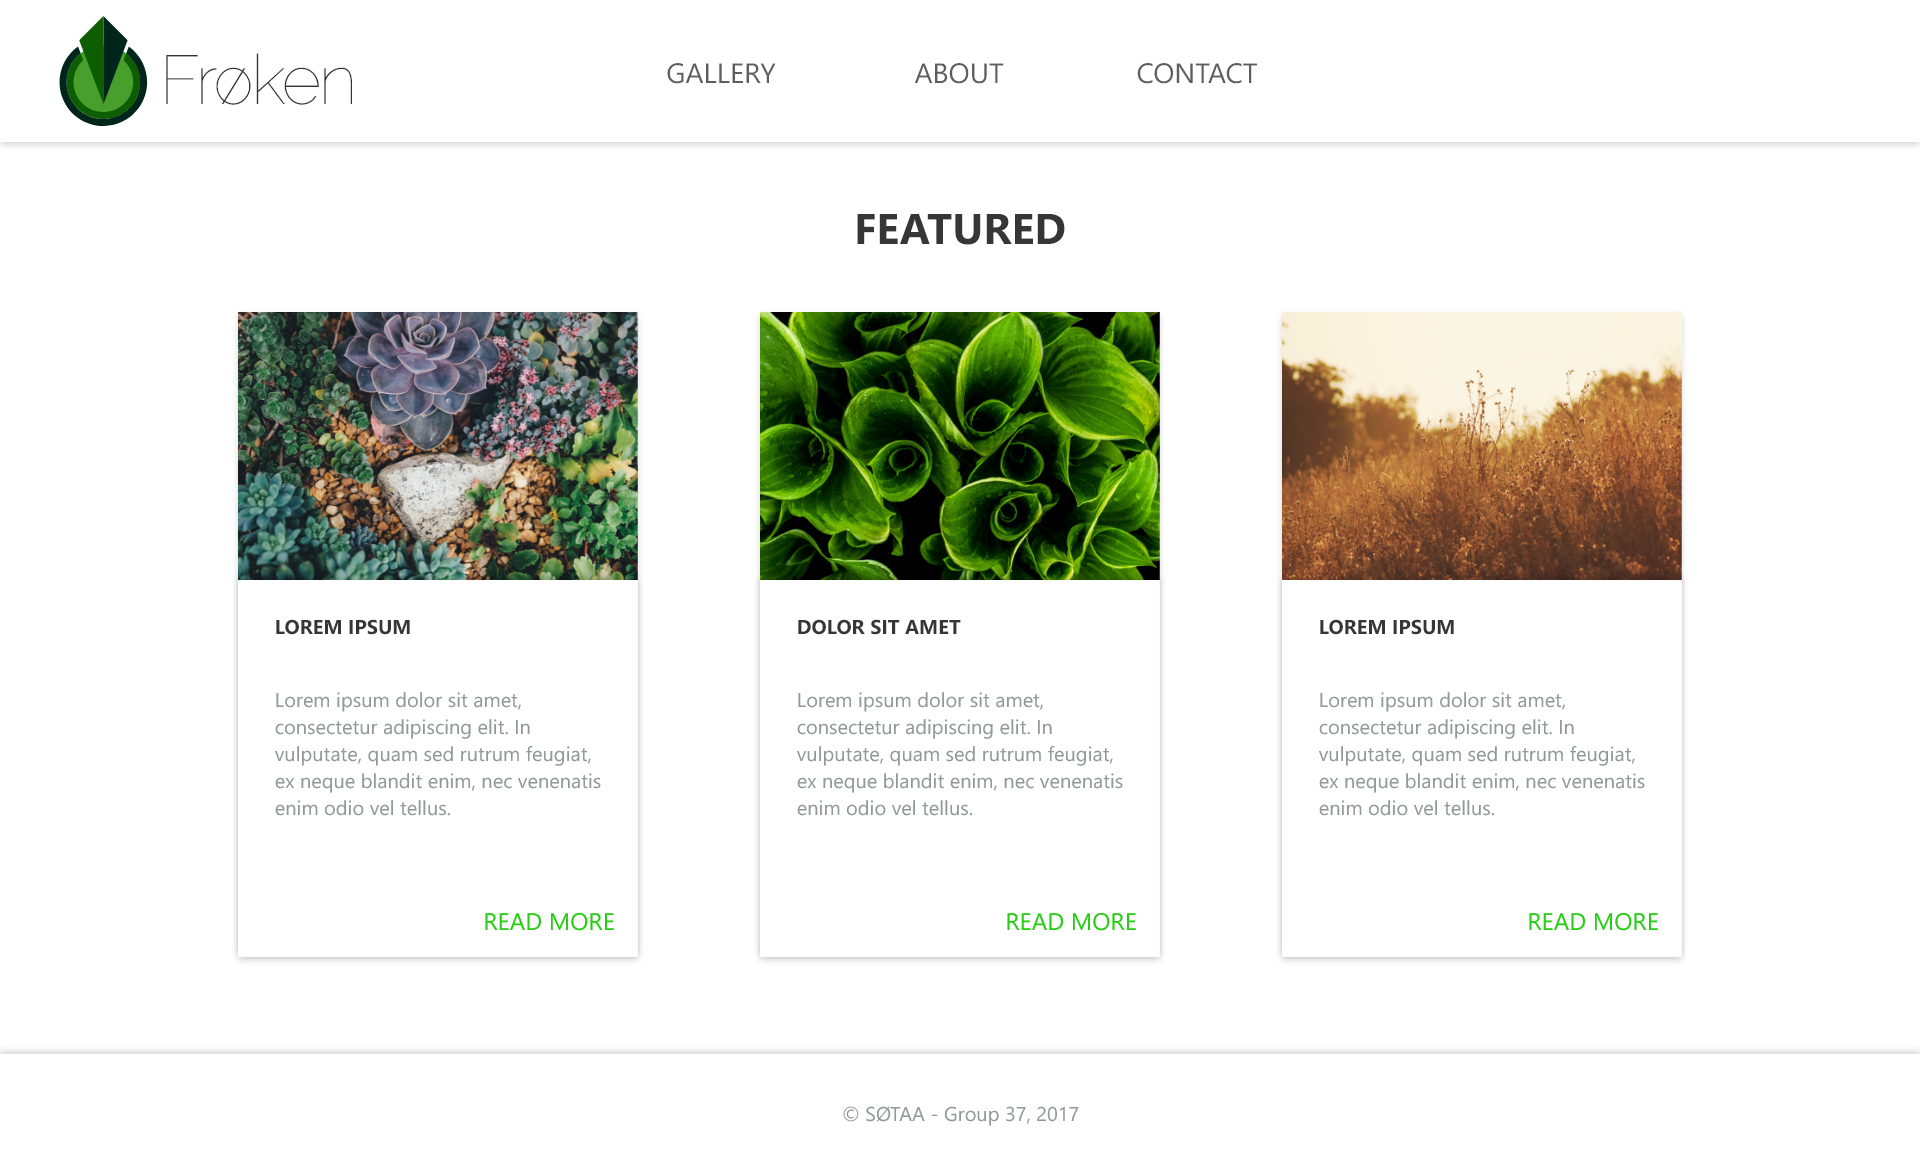 Frøken
GALLERY
ABOUT
CONTACT
FEATURED
LOREM IPSUM
Lorem ipsum dolor sit amet,
consectetur adipiscing elit. In
vulputate, quam sed rutrum feugiat,
ex neque blandit enim, nec venenatis
enim odio vel tellus.
READ MORE
DOLOR SIT AMET
Lorem ipsum dolor sit amet,
consectetur adipiscing elit. In
vulputate, quam sed rutrum feugiat,
ex neque blandit enim, nec venenatis
enim odio vel tellus.
READ MORE
LOREM IPSUM
Lorem ipsum dolor sit amet,
consectetur adipiscing elit. In
vulputate, quam sed rutrum feugiat,
ex neque blandit enim, nec venenatis
enim odio vel tellus.
READ MORE
© SØTAA - Group 37, 2017